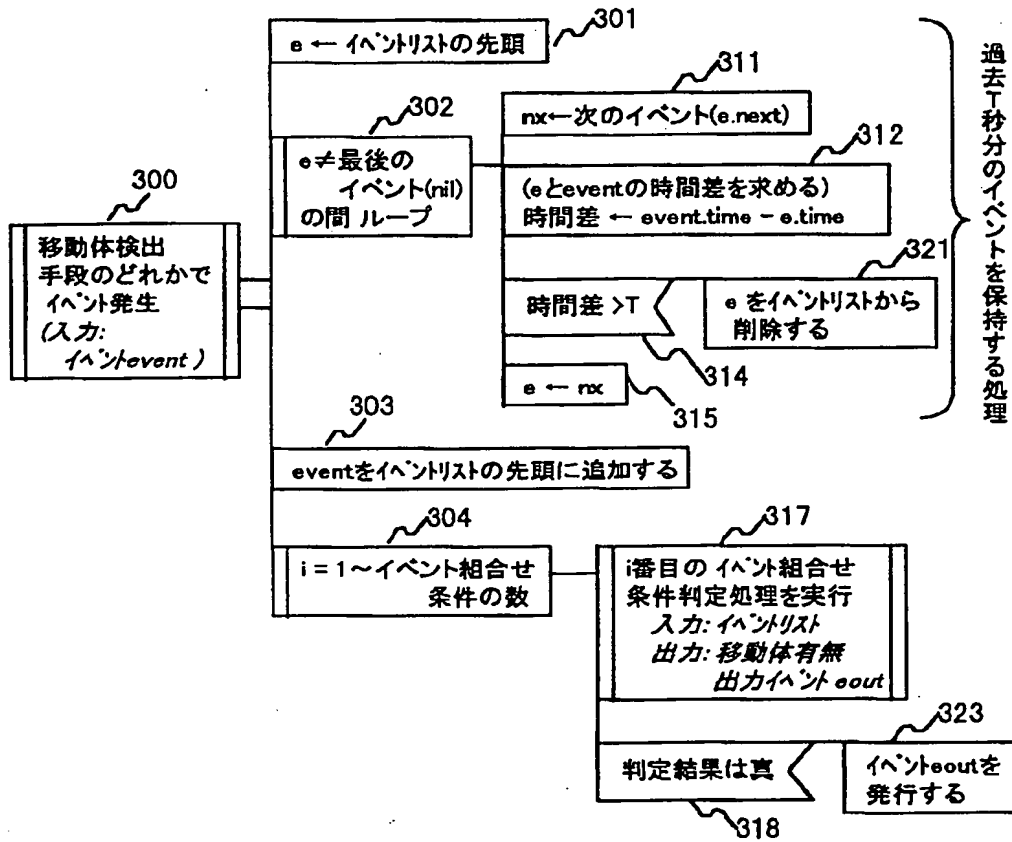 301
e ← イベントリストの先頭
311
nx←次のイベント(e.next)
302
e≠最後の
イベント(nil)
の間 ループ
312
(eとeventの時間差を求める)
時間差 ← event.time − e.time
300
移動体検出
手段のどれかで
イベント発生
(入力:
イベントevent )
321
時間差 >T
e をイベントリストから
削除する
314
e ← nx
315
過去T秒分のイベントを保持する処理
303
eventをイベントリストの先頭に追加する
304
i = 1～イベント組合せ
条件の数
317
i番目の イベント組合せ
条件判定処理を実行
入力: イベントリスト
出力: 移動体有無
出力イベント eout
323
判定結果は真
イベントeoutを
発行する
318